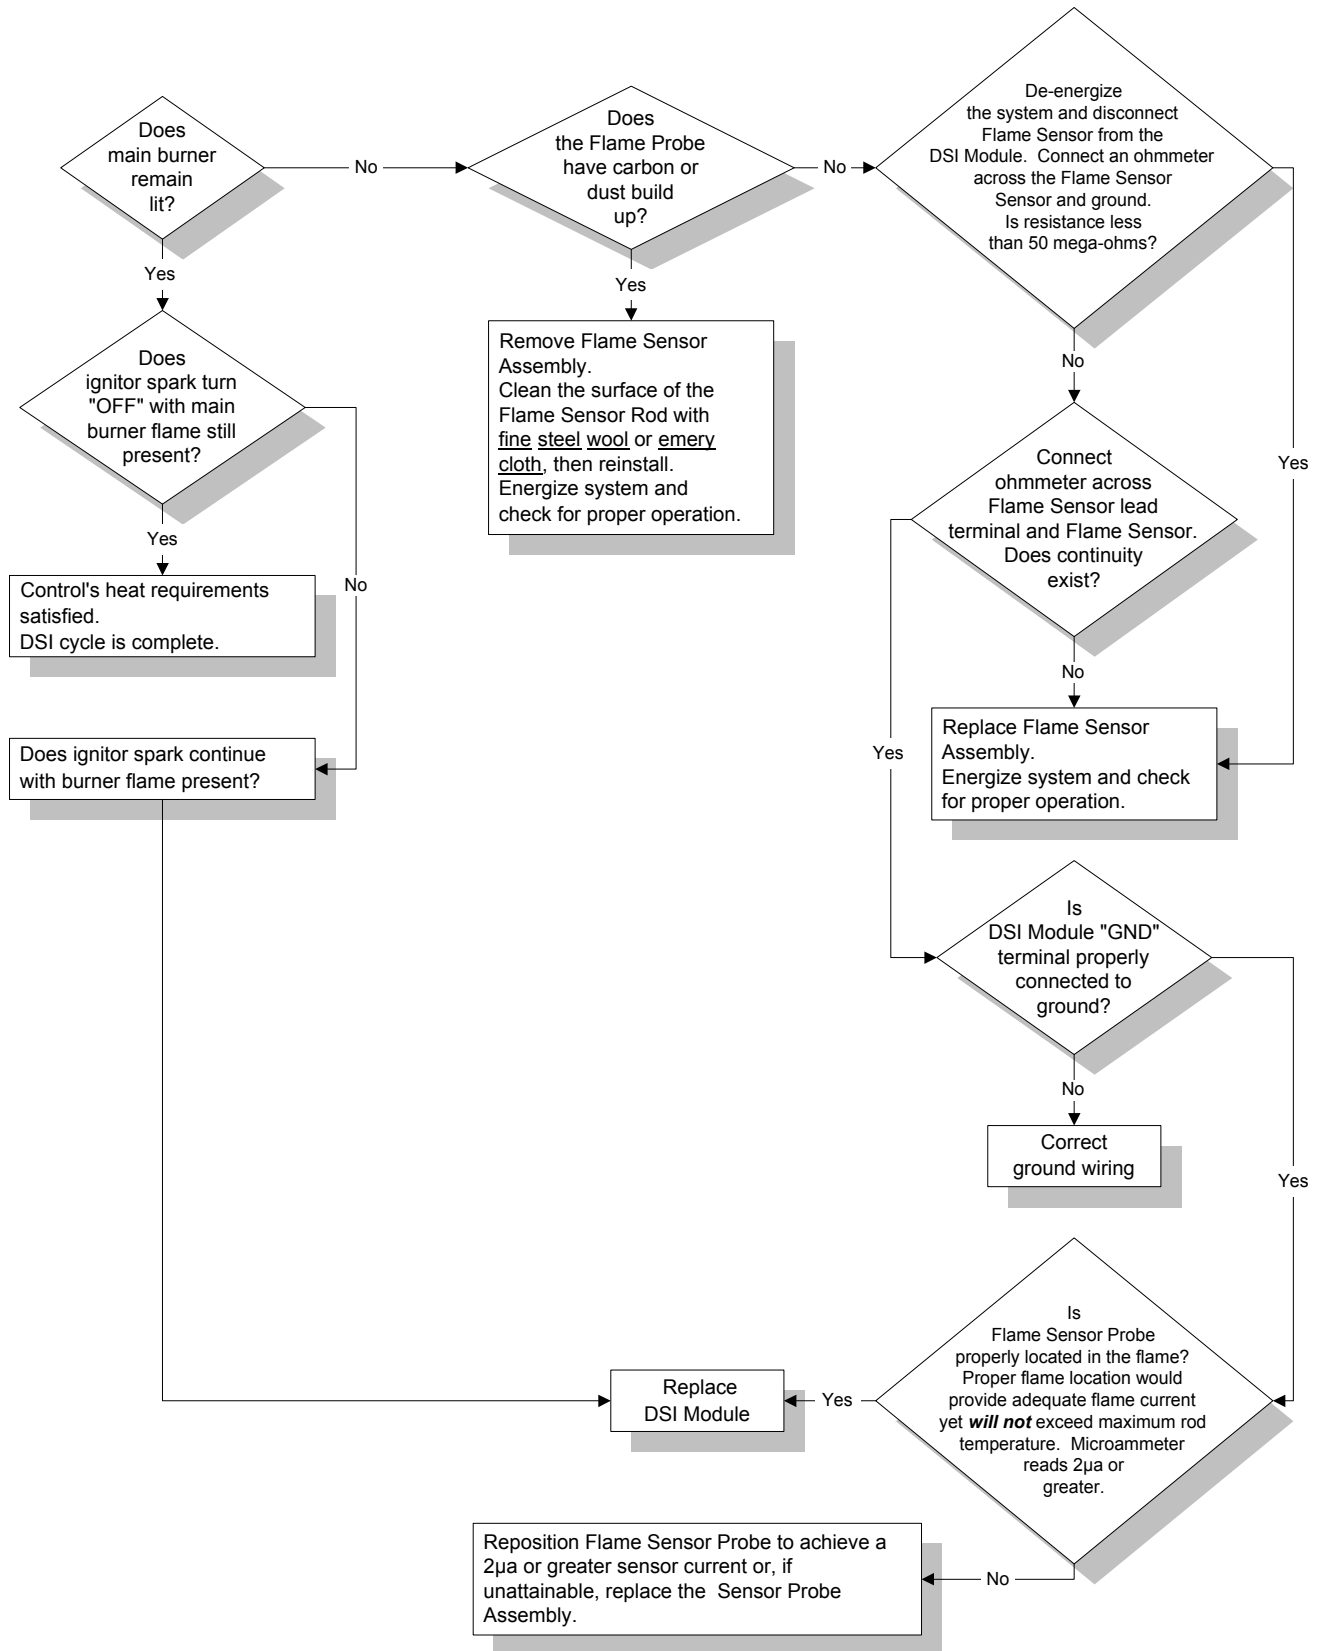 Does
main burner
remain
lit?
No
Does
the Flame Probe
have carbon or
dust build
up?
No
De-energize
the system and disconnect
Flame Sensor from the
DSI Module.  Connect an ohmmeter
across the Flame Sensor
Sensor and ground.
Is resistance less
than 50 mega-ohms?
Yes
Yes
No
Yes
Does
ignitor spark turn
"OFF" with main
burner flame still
present?
Remove Flame Sensor
Assembly.
Clean the surface of the
Flame Sensor Rod with
fine steel wool or emery
cloth, then reinstall.
Energize system and
check for proper operation.
Connect
ohmmeter across
Flame Sensor lead
terminal and Flame Sensor.
Does continuity
exist?
Yes
No
Control's heat requirements
satisfied.
DSI cycle is complete.
No
Yes
Does ignitor spark continue
with burner flame present?
Replace Flame Sensor
Assembly.
Energize system and check
for proper operation.
Is
DSI Module "GND"
terminal properly
connected to
ground?
No
Yes
Correct
ground wiring
Is
Flame Sensor Probe
properly located in the flame?
Proper flame location would
provide adequate flame current
yet will not exceed maximum rod
temperature.  Microammeter
reads 2µa or
greater.
Yes
Replace
DSI Module
No
Reposition Flame Sensor Probe to achieve a
2µa or greater sensor current or, if
unattainable, replace the  Sensor Probe
Assembly.